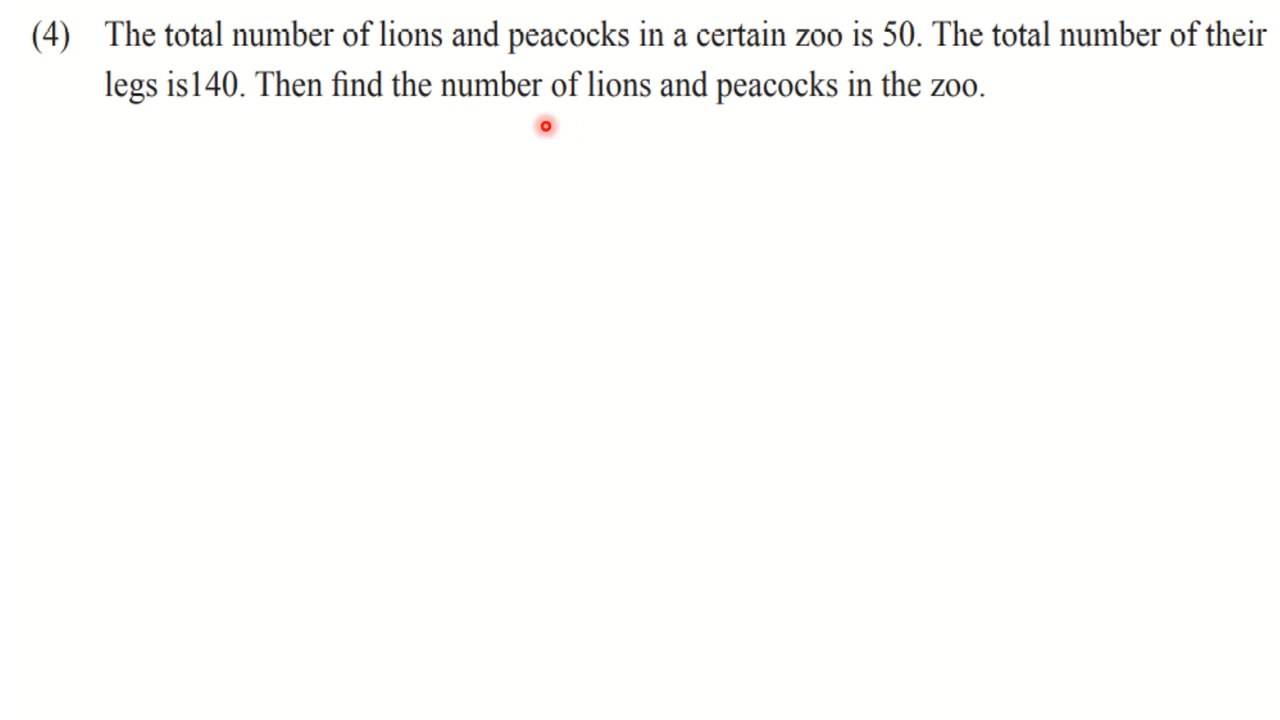 (4) The total number of lions and peacocks in a certain zoo is 50. The total number of their
legs is140. Then find the number of lions and peacocks in the zoo.